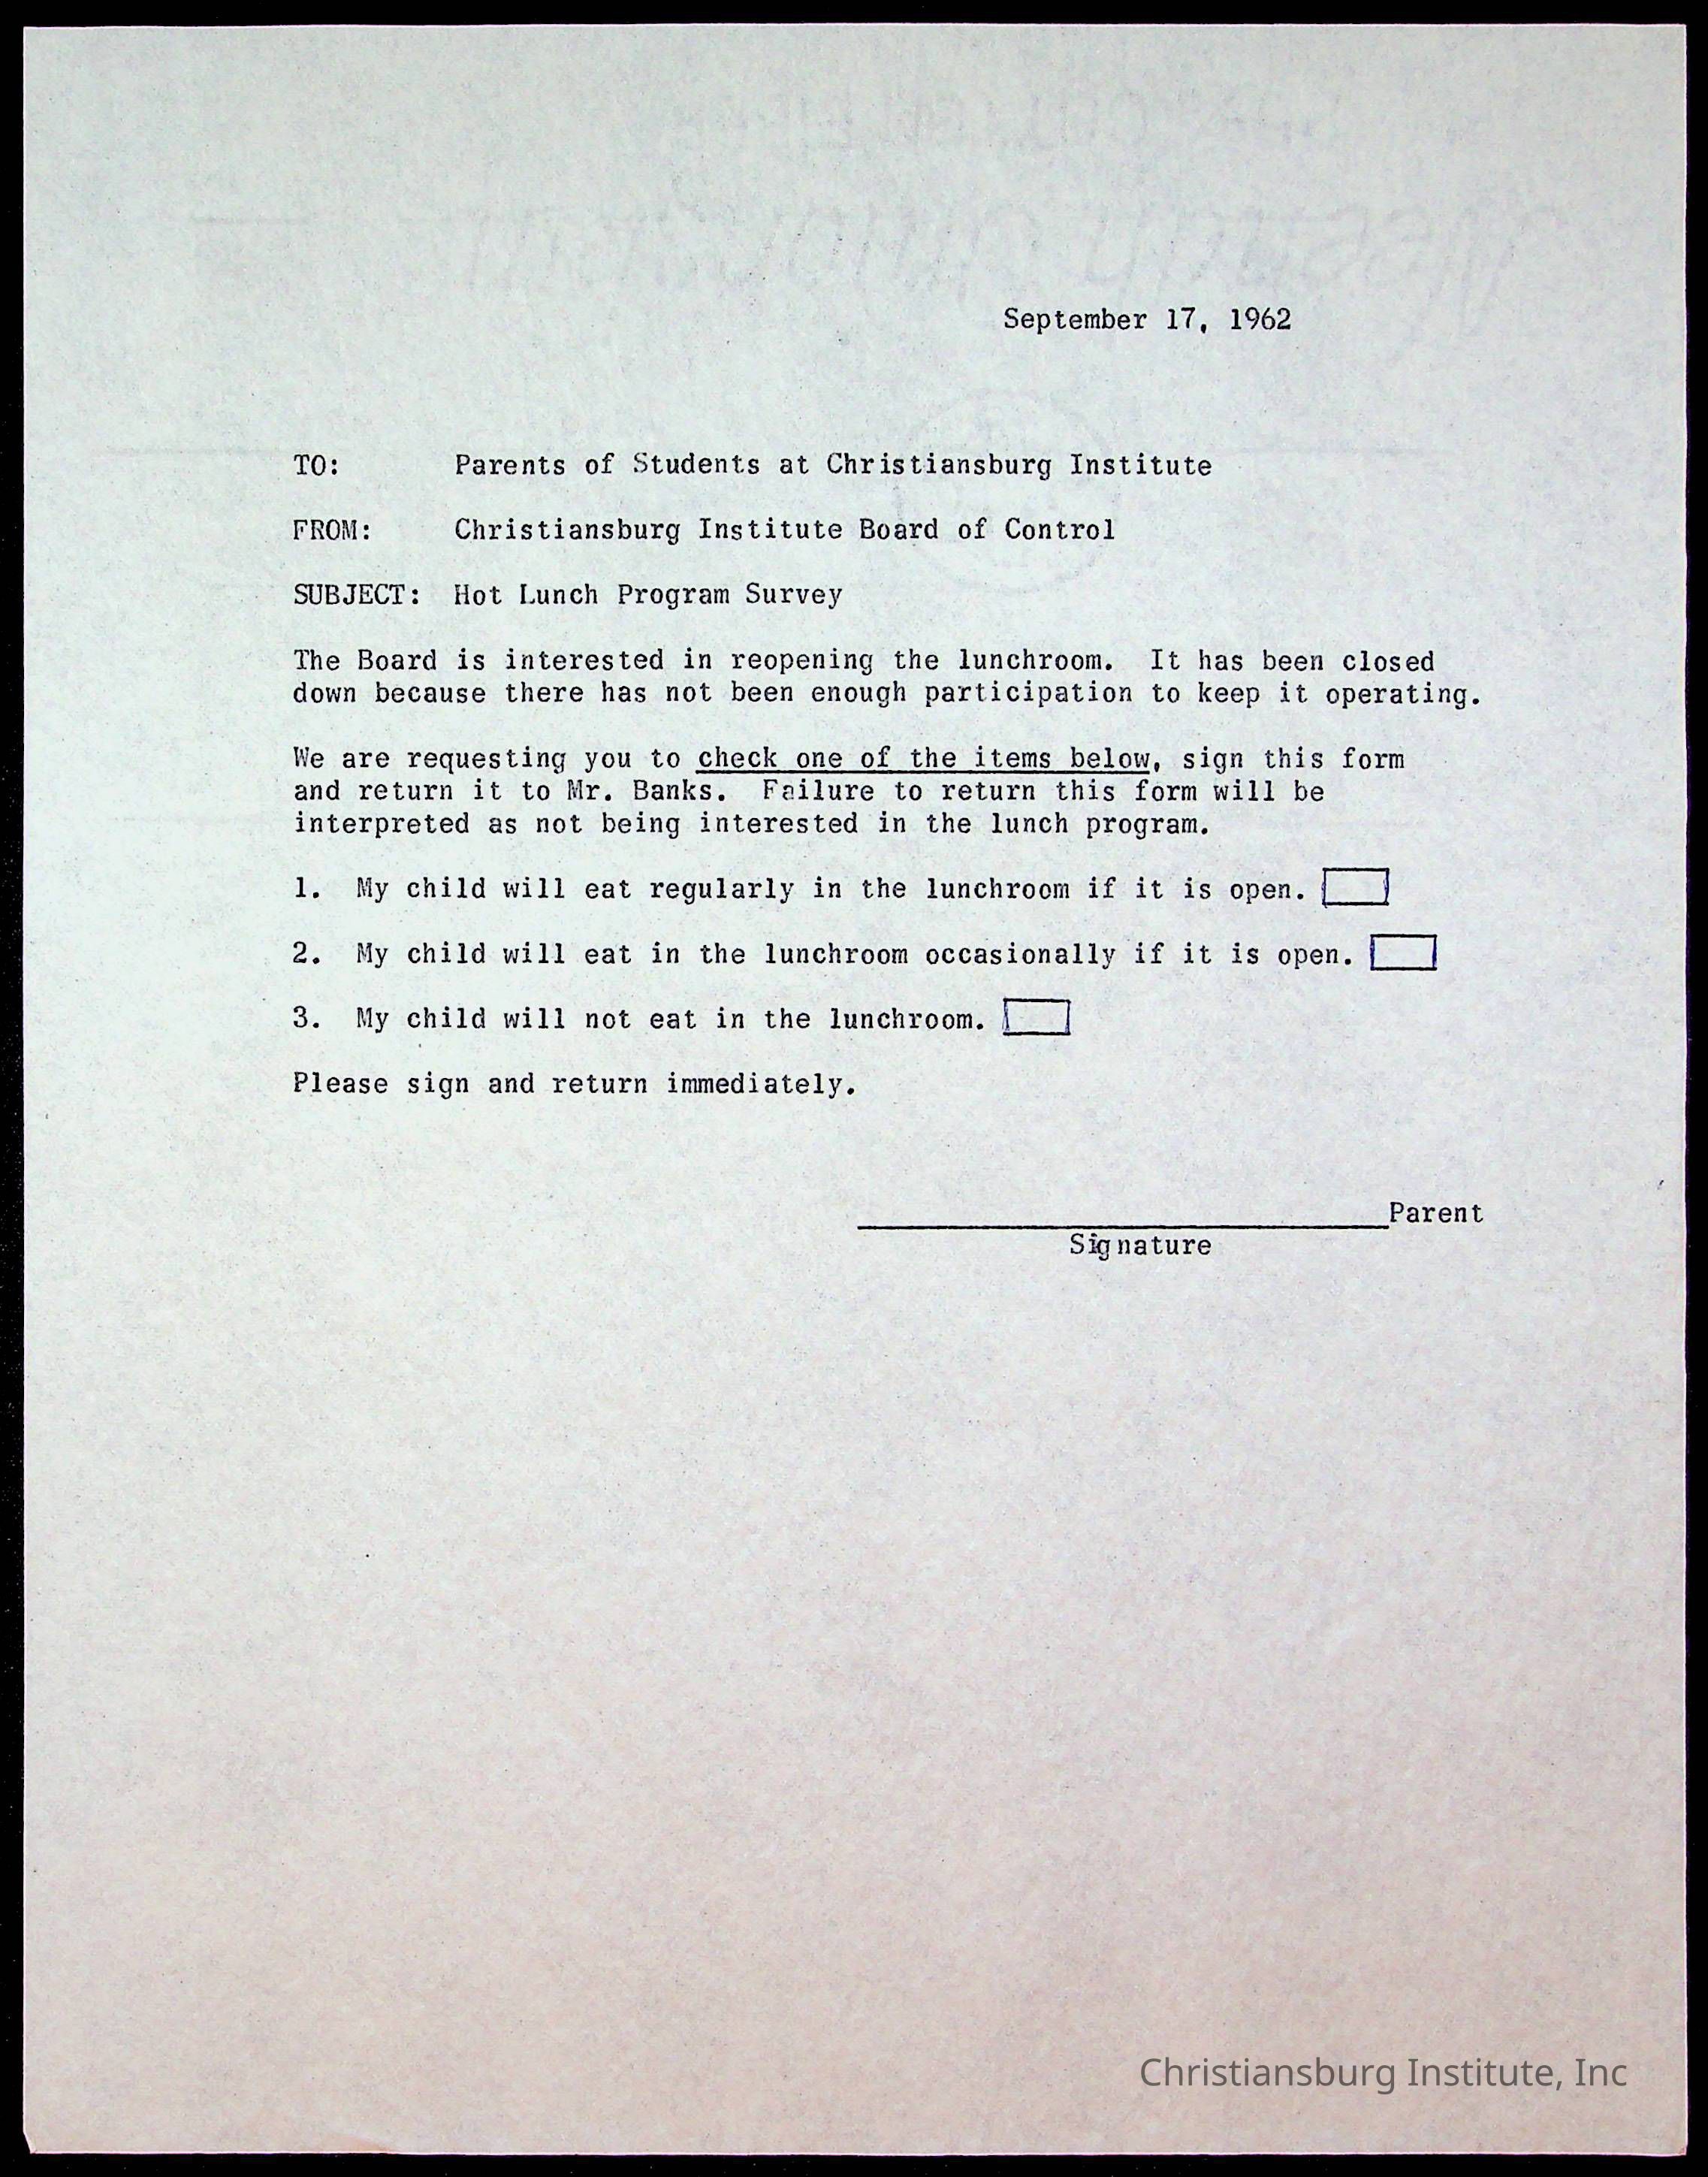 September 17, 1962
TO: Parents of Students at Christiansburg Institute
FROM: Christiansburg Institute Board of Control
SUBJECT: Hot Lunch Program Survey
The Board is interested in reopening the lunchroom. It has been closed
down because there has not been enough participation to keep it operating.
We are requesting you to check one of the items below, sign this form
and return it to Mr. Banks. Failure to return this form will be
interpreted as not being interested in the lunch program.
1. My child will eat regularly in the lunchroom if it is open.
2. My child will eat in the lunchroom occasionally if it is open.
3. My child will not eat in the lunchroom.
Please sign and return immediately.
Parent
Signature
Christiansburg Institute, Inc